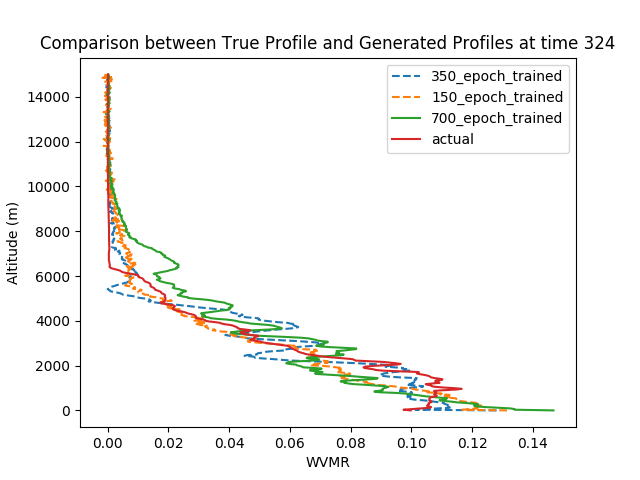 Comparison between True Profile and Generated Profiles at time 324
350_epoch_trained
150_epoch_trained
700_epoch_trained
actual
14000
12000
10000
8000
6000
4000
2000
0
Altitude (m)
0.00 0.02 0.04 0.06 0.08 0.10 0.12 0.14
WVMR